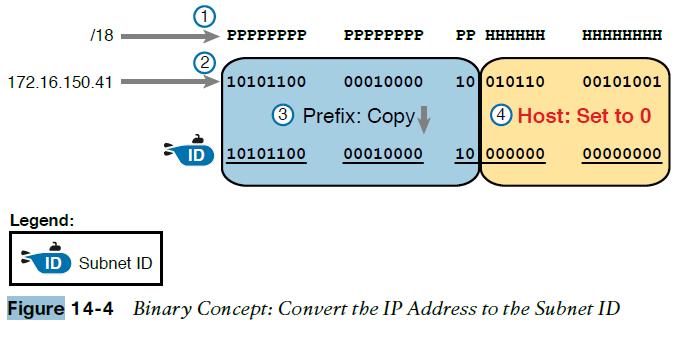 1
/18 PPPPPPPP PPPPPPPP PP HHHHHH HHHHHHHH
2
172.16.150.41 10101100 00010000 10 010110 00101001
3 Prefix: Copy 4 Host: Set to 0
ID 10101100 00010000 10 000000 00000000
Legend:
ID Subnet ID
Figure 14-4 Binary Concept: Convert the IP Address to the Subnet ID